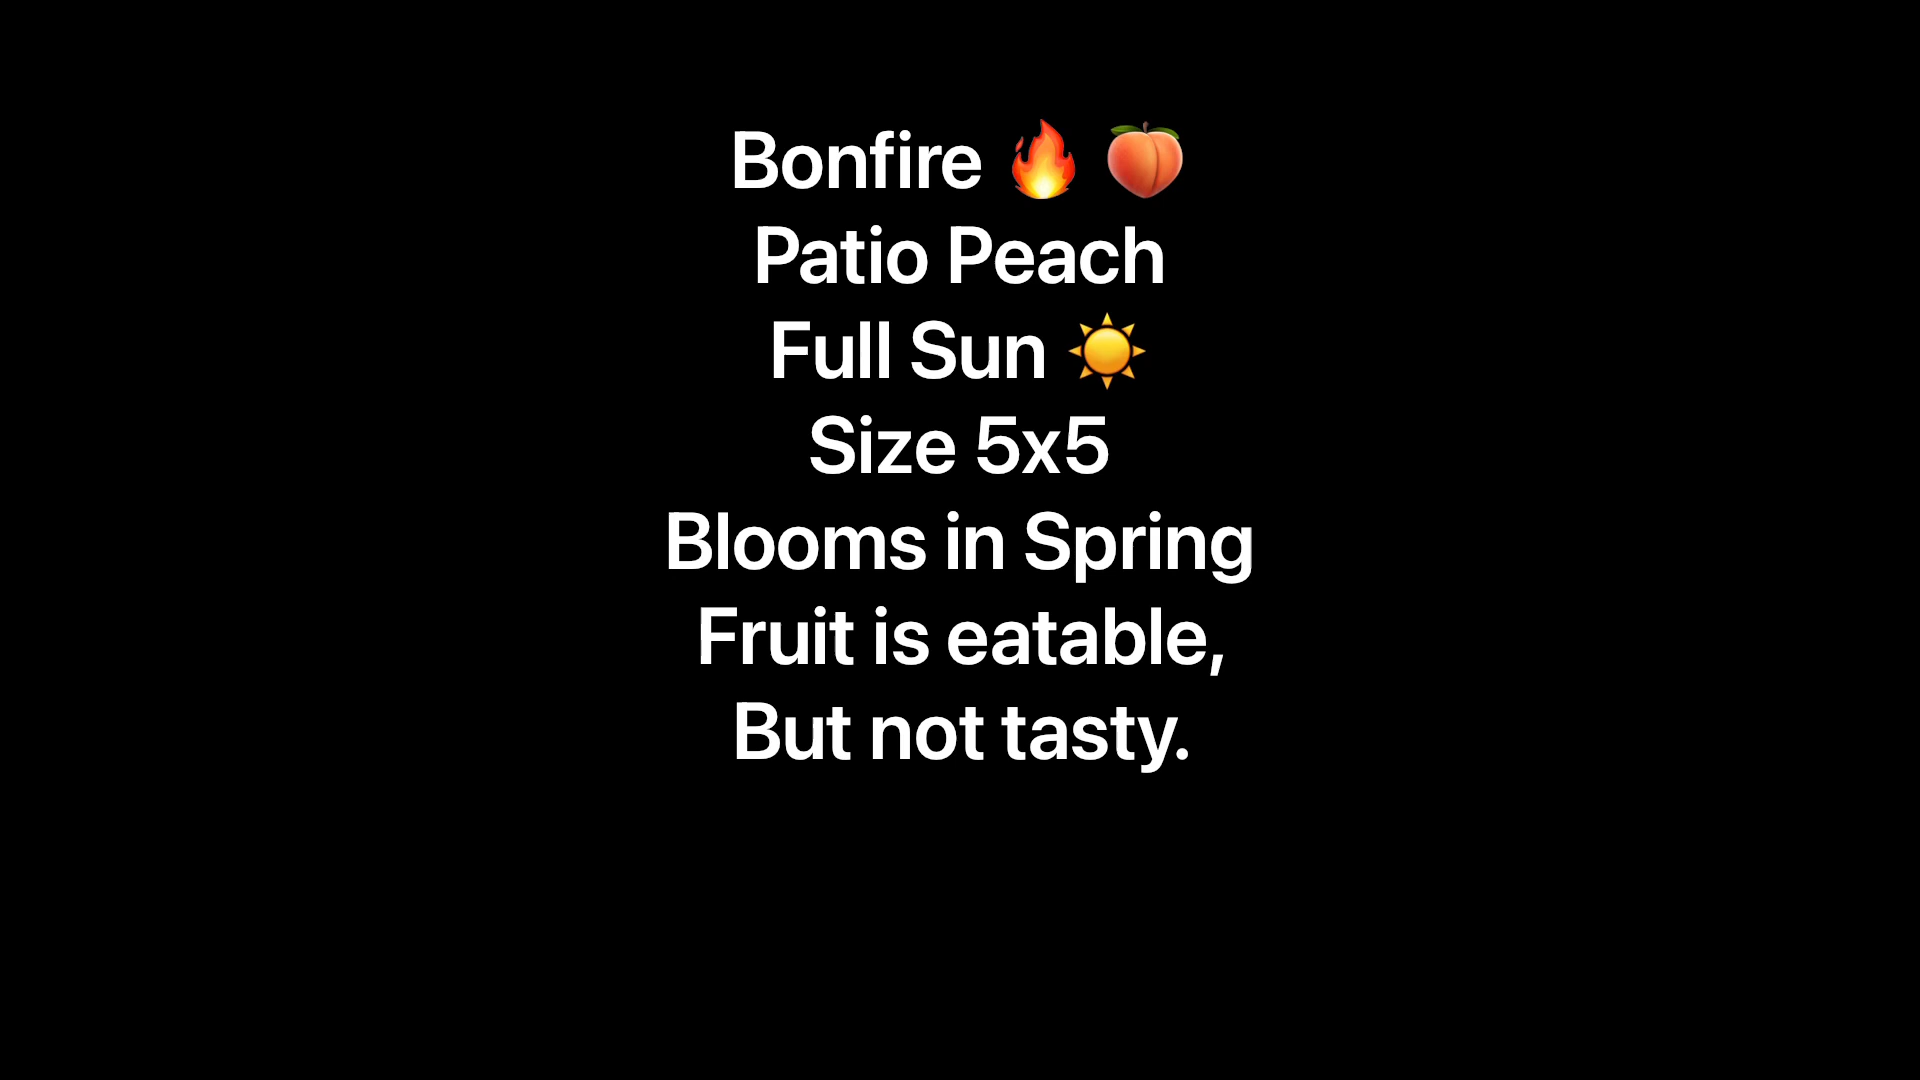 Bonfire 🔥 🍑
Patio Peach
Full Sun ☀️
Size 5x5
Blooms in Spring
Fruit is eatable,
But not tasty.